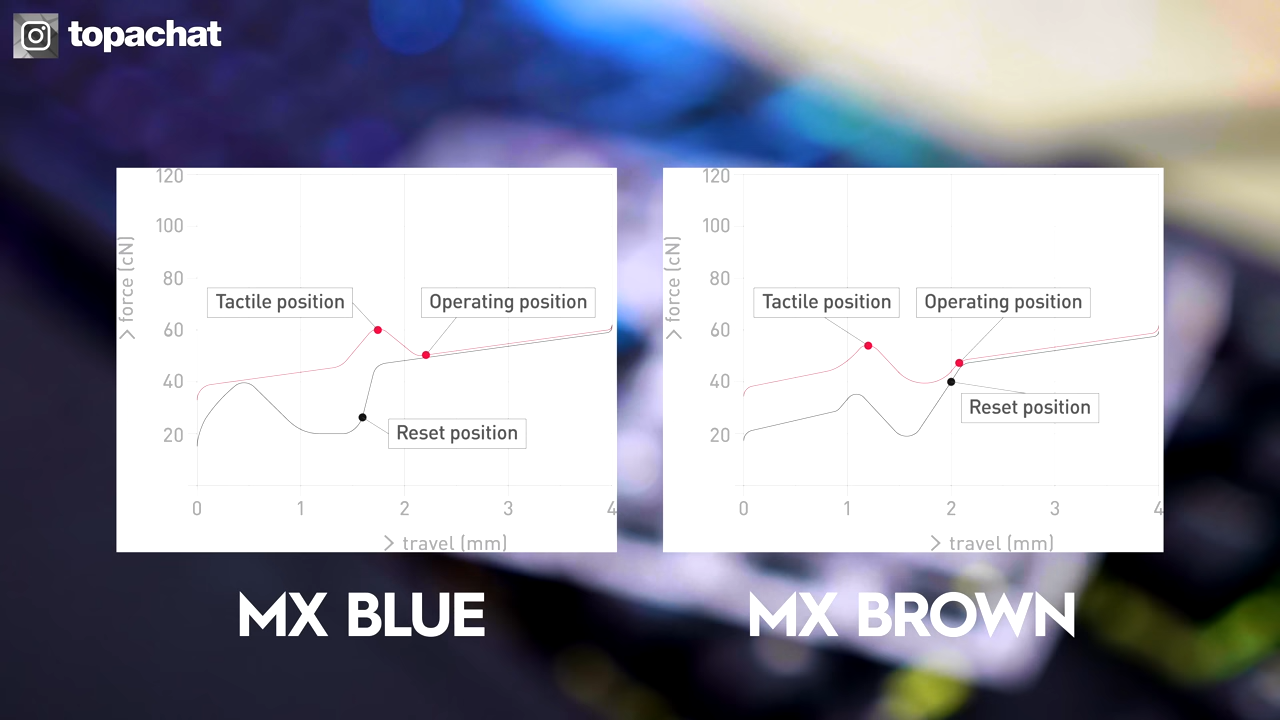 topachat
120
100
80
60
40
20
> force (cN)
Tactile position
Operating position
Reset position
0 1 2 3 4
> travel (mm)
MX BLUE
120
100
80
60
40
20
> force (cN)
Tactile position
Operating position
Reset position
0 1 2 3 4
> travel (mm)
MX BROWN